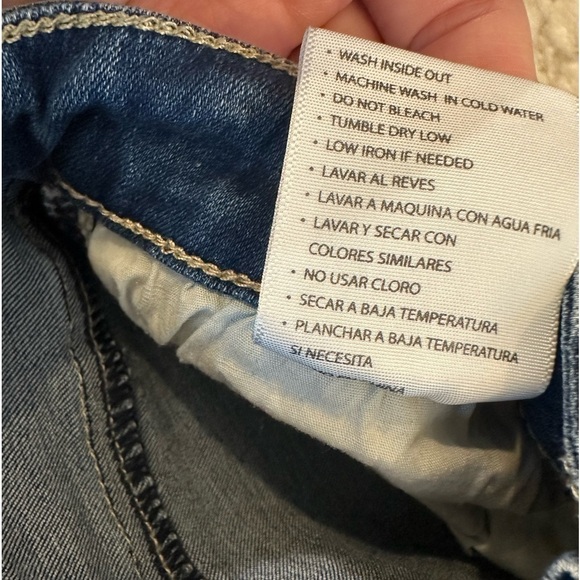 • WASH INSIDE OUT
• MACHINE WASH IN COLD WATER
• DO NOT BLEACH
• TUMBLE DRY LOW
• LOW IRON IF NEEDED
• LAVAR AL REVES
• LAVAR A MAQUINA CON AGUA FRIA
• LAVAR Y SECAR CON
COLORES SIMILARES
• NO USAR CLORO
• SECAR A BAJA TEMPERATURA
• PLANCHAR A BAJA TEMPERATURA
SI NECESITA